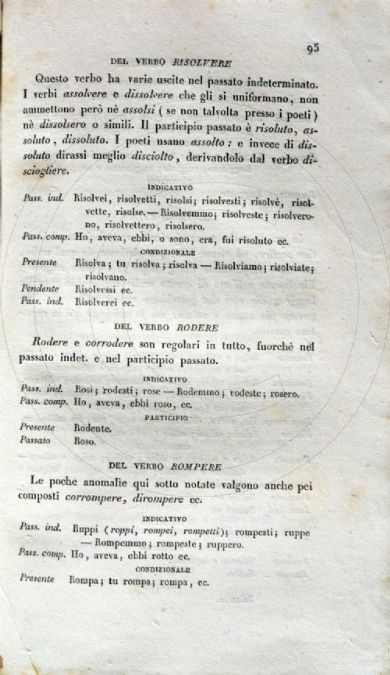 95
DEL VERBO RISOLVERE
Questo verbo ha varie uscite nel passato indeterminato.
I verbi assolvere e dissolvere che gli si uniformano, non
ammettono però nè assolsi (se non talvolta presso i poeti)
nè dissolsero o simili. Il participio passato è risoluto, as-
soluto, dissoluto. I poeti usano assolto: e invece di dis-
soluto dirassi meglio disciolto, derivandolo dal verbo di-
sciogliere.
INDICATIVO
Pass. ind. Risolvei, risolvetti, risolsi; risolvesti; risolvè, risol-
vette, risolse. — Risolvemmo; risolveste; risolvero-
no, risolvettero, risolsero.
Pass. comp. Ho, aveva, ebbi, o sono, era, fui risoluto ec.
CONDIZIONALE
Presente Risolva; tu risolva; risolva — Risolviamo; risolviate;
risolvano.
Pendente Risolvessi ec.
Pass. ind. Risolverei ec.
DEL VERBO RODERE
Rodere e corrodere son regolari in tutto, fuorchè nel
passato indet. e nel participio passato.
INDICATIVO
Pass. ind. Rosi; rodesti; rose — Rodemmo; rodeste; rosero.
Pass. comp. Ho, aveva, ebbi roso, ec.
PARTICIPIO
Presente Rodente.
Passato Roso.
DEL VERBO ROMPERE
Le poche anomalie qui sotto notate valgono anche pei
composti corrompere, dirompere ec.
INDICATIVO
Pass. ind. Ruppi (roppi, rompei, rompetti); rompesti; ruppe
— Rompemmo; rompeste; ruppero.
Pass. comp. Ho, aveva, ebbi rotto ec.
CONDIZIONALE
Presente Rompa; tu rompa; rompa, ec.